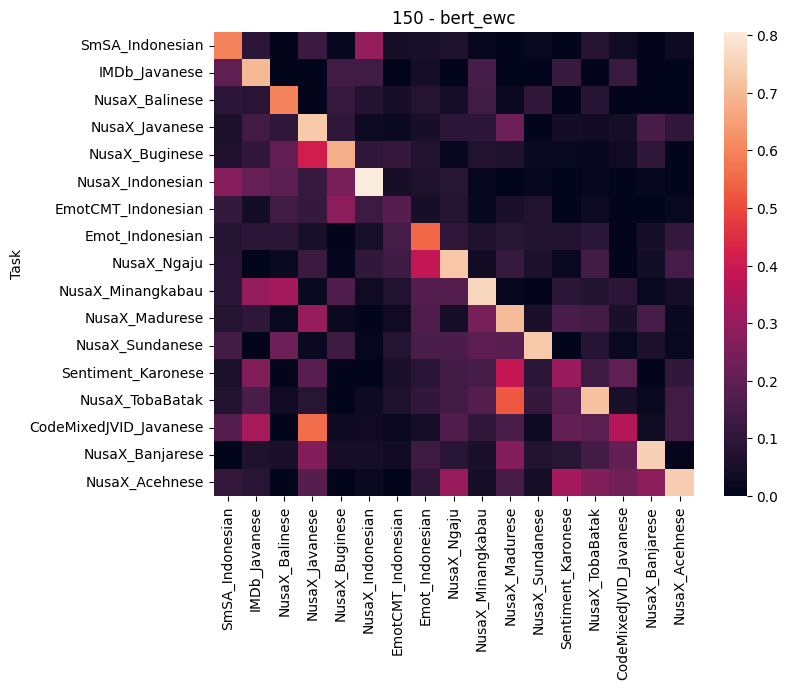 150 - bert_ewc
Task
SmSA_Indonesian
IMDb_Javanese
NusaX_Balinese
NusaX_Javanese
NusaX_Buginese
NusaX_Indonesian
EmotCMT_Indonesian
Emot_Indonesian
NusaX_Ngaju
NusaX_Minangkabau
NusaX_Madurese
NusaX_Sundanese
Sentiment_Karonese
NusaX_TobaBatak
CodeMixedJVID_Javanese
NusaX_Banjarese
NusaX_Acehnese
SmSA_Indonesian
IMDb_Javanese
NusaX_Balinese
NusaX_Javanese
NusaX_Buginese
NusaX_Indonesian
EmotCMT_Indonesian
Emot_Indonesian
NusaX_Ngaju
NusaX_Minangkabau
NusaX_Madurese
NusaX_Sundanese
Sentiment_Karonese
NusaX_TobaBatak
CodeMixedJVID_Javanese
NusaX_Banjarese
NusaX_Acehnese
0.8
0.7
0.6
0.5
0.4
0.3
0.2
0.1
0.0